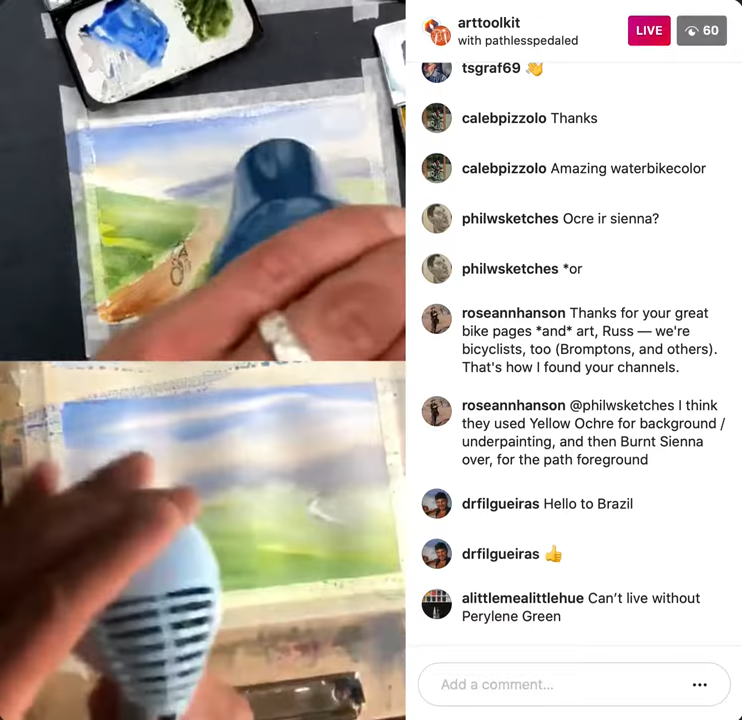 arttoolkit
with pathlesspedaled
LIVE
60
tsgraf69 👋
calebpizzolo Thanks
calebpizzolo Amazing waterbikecolor
philwsketches Ocre ir sienna?
philwsketches *or
roseannhanson Thanks for your great
bike pages *and* art, Russ — we're
bicyclists, too (Bromptons, and others).
That's how I found your channels.
roseannhanson @philwsketches I think
they used Yellow Ochre for background /
underpainting, and then Burnt Sienna
over, for the path foreground
drfilgueiras Hello to Brazil
drfilgueiras 👍
alittlemealittlehue Can't live without
Perylene Green
Add a comment...